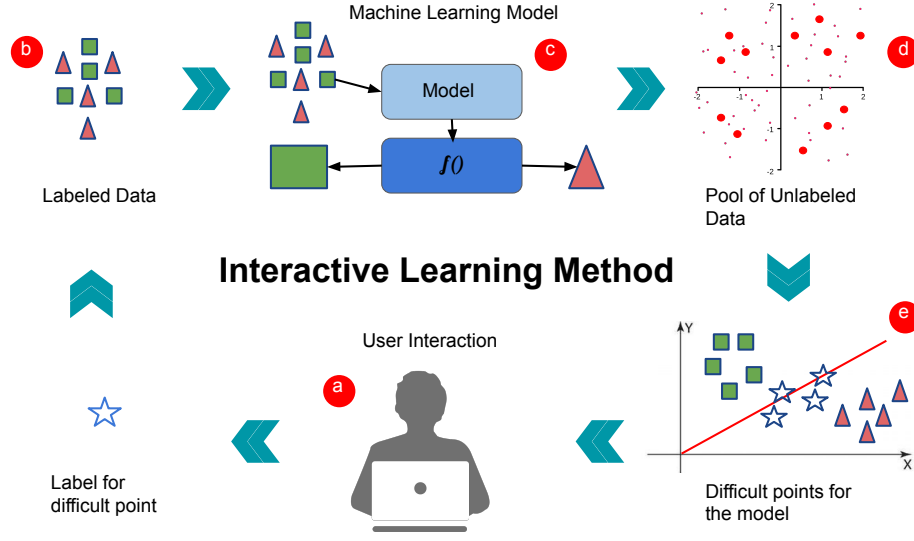 Machine Learning Model
b
c
d
Model
f()
Labeled Data
2
1
-2
-1
1
2
-1
-2
Pool of Unlabeled
Data
Interactive Learning Method
e
Y
X
User Interaction
a
Label for
difficult point
Difficult points for
the model